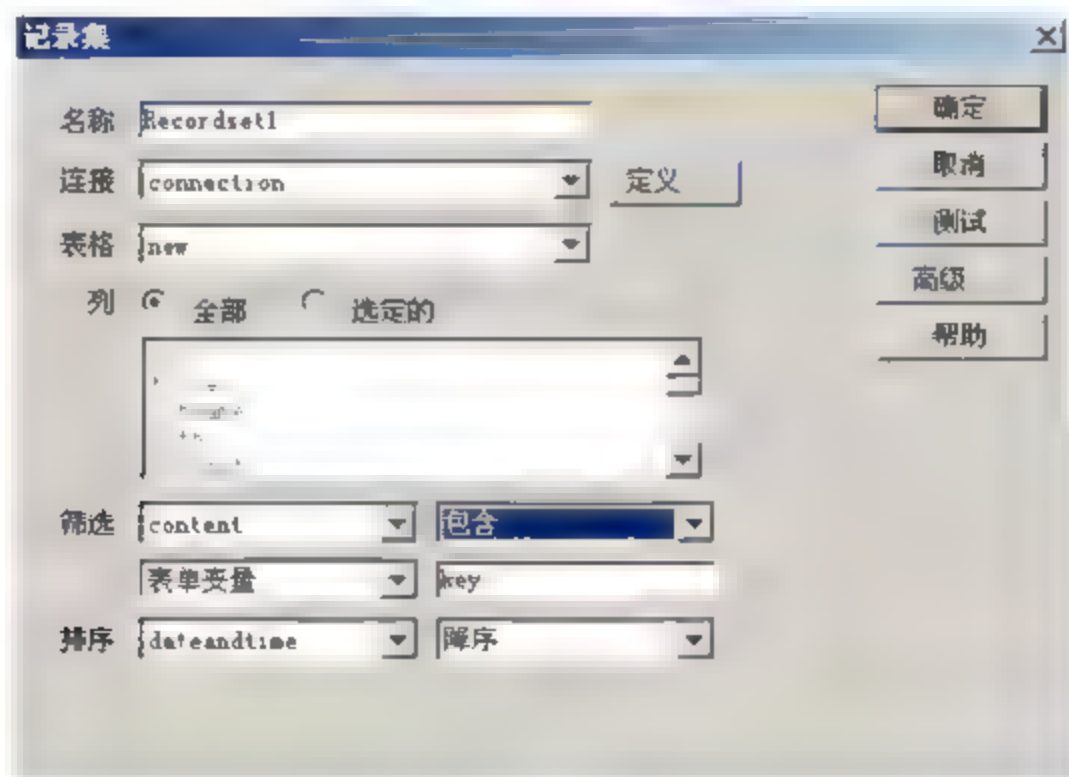 记录集
名称 Recordset1 确定
连接 connection 定义 取消
表格 new 测试
列 全部 选定的 高级
帮助
筛选 content 包含
表单变量 key
排序 dateandtime 降序